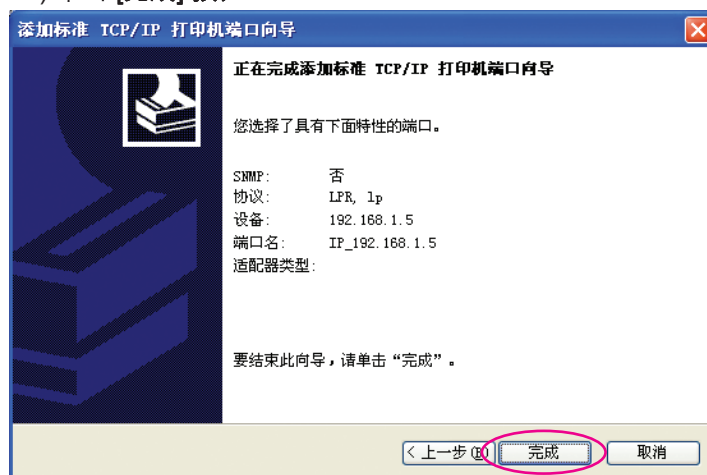 添加标准 TCP/IP 打印机端口向导
正在完成添加标准 TCP/IP 打印机端口向导
您选择了具有下面特性的端口。
SNMP: 否
协议: LPR, lp
设备: 192.168.1.5
端口名: IP_192.168.1.5
适配器类型:
要结束此向导，请单击“完成”。
<上一步(B) 完成 取消